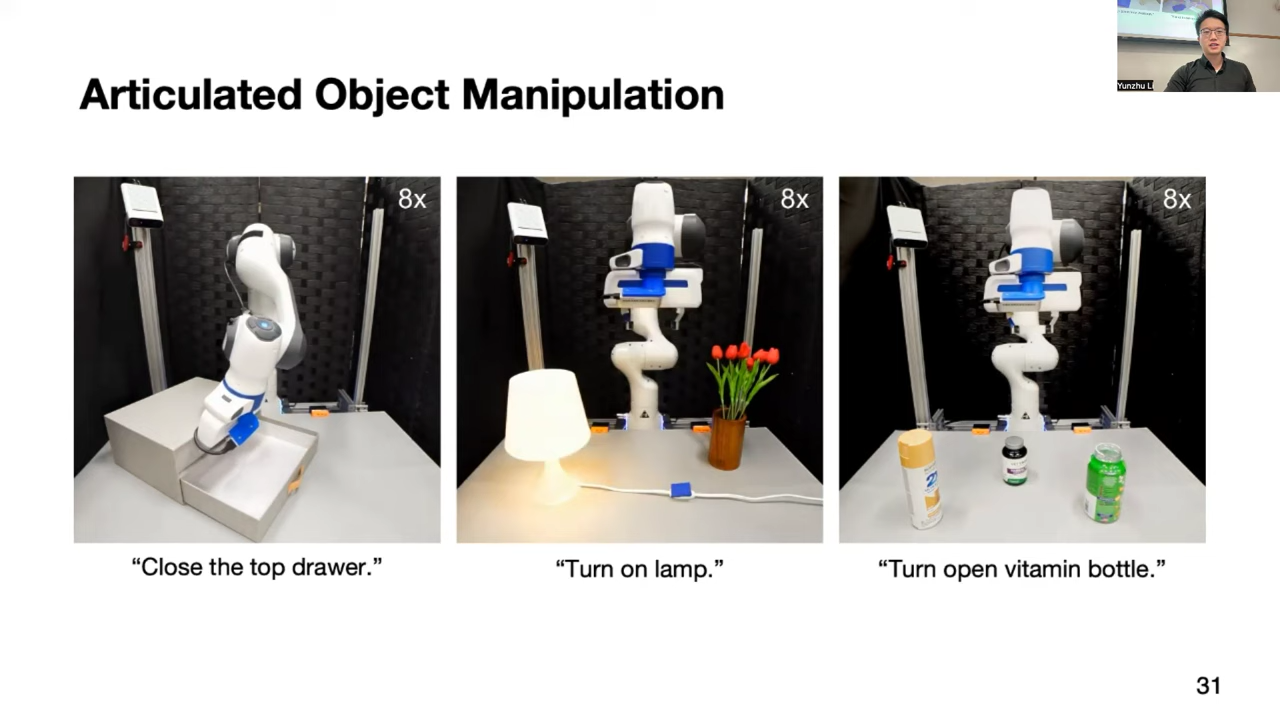 Yunzhu Li
Articulated Object Manipulation
8x
8x
8x
“Close the top drawer.”
“Turn on lamp.”
“Turn open vitamin bottle.”
31